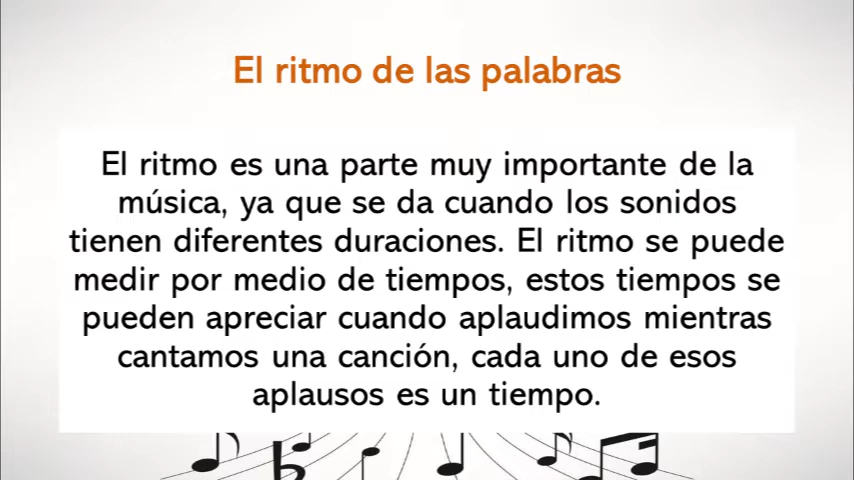 El ritmo de las palabras
El ritmo es una parte muy importante de la
música, ya que se da cuando los sonidos
tienen diferentes duraciones. El ritmo se puede
medir por medio de tiempos, estos tiempos se
pueden apreciar cuando aplaudimos mientras
cantamos una canción, cada uno de esos
aplausos es un tiempo.